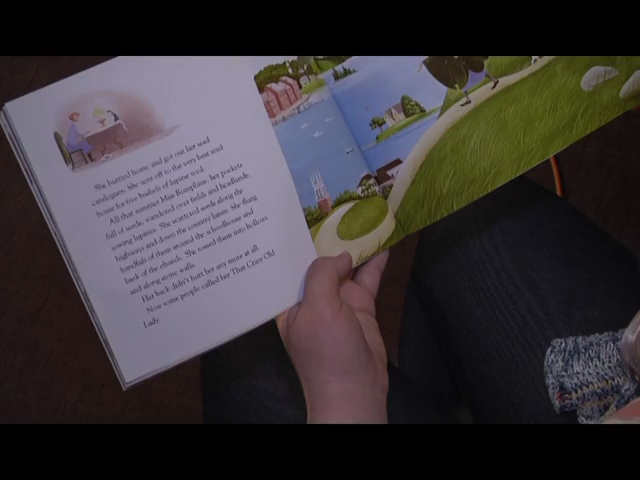 She hurried home and got out her seed
catalogues. She sent off to the very best seed
house for five bushels of lupine seed.
All that summer Miss Rumphius, her pockets
full of seeds, wandered over fields and headlands,
sowing lupines. She scattered seeds along the
highways and down the country lanes. She flung
handfuls of them around the schoolhouse and
back of the church. She tossed them into hollows
and along stone walls.
Her back didn't hurt her any more at all.
Now some people called her That Crazy Old
Lady.